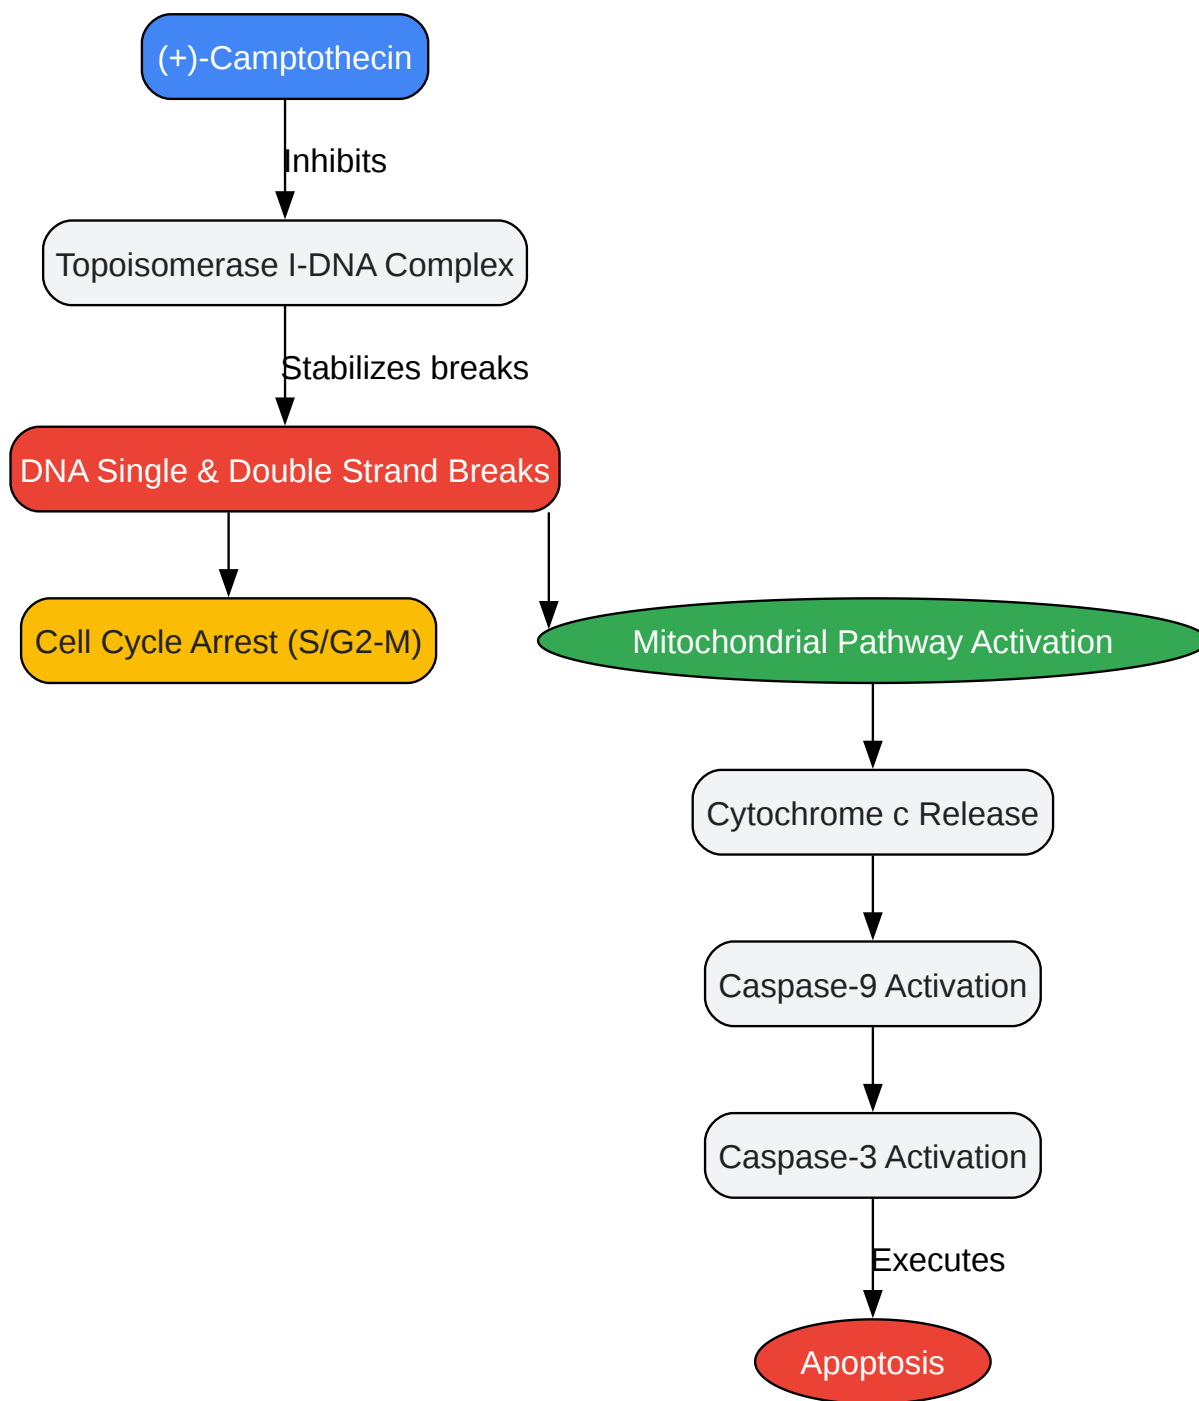 (+)-Camptothecin
Inhibits
Topoisomerase I-DNA Complex
Stabilizes breaks
DNA Single & Double Strand Breaks
Cell Cycle Arrest (S/G2-M)
Mitochondrial Pathway Activation
Cytochrome c Release
Caspase-9 Activation
Caspase-3 Activation
Executes
Apoptosis